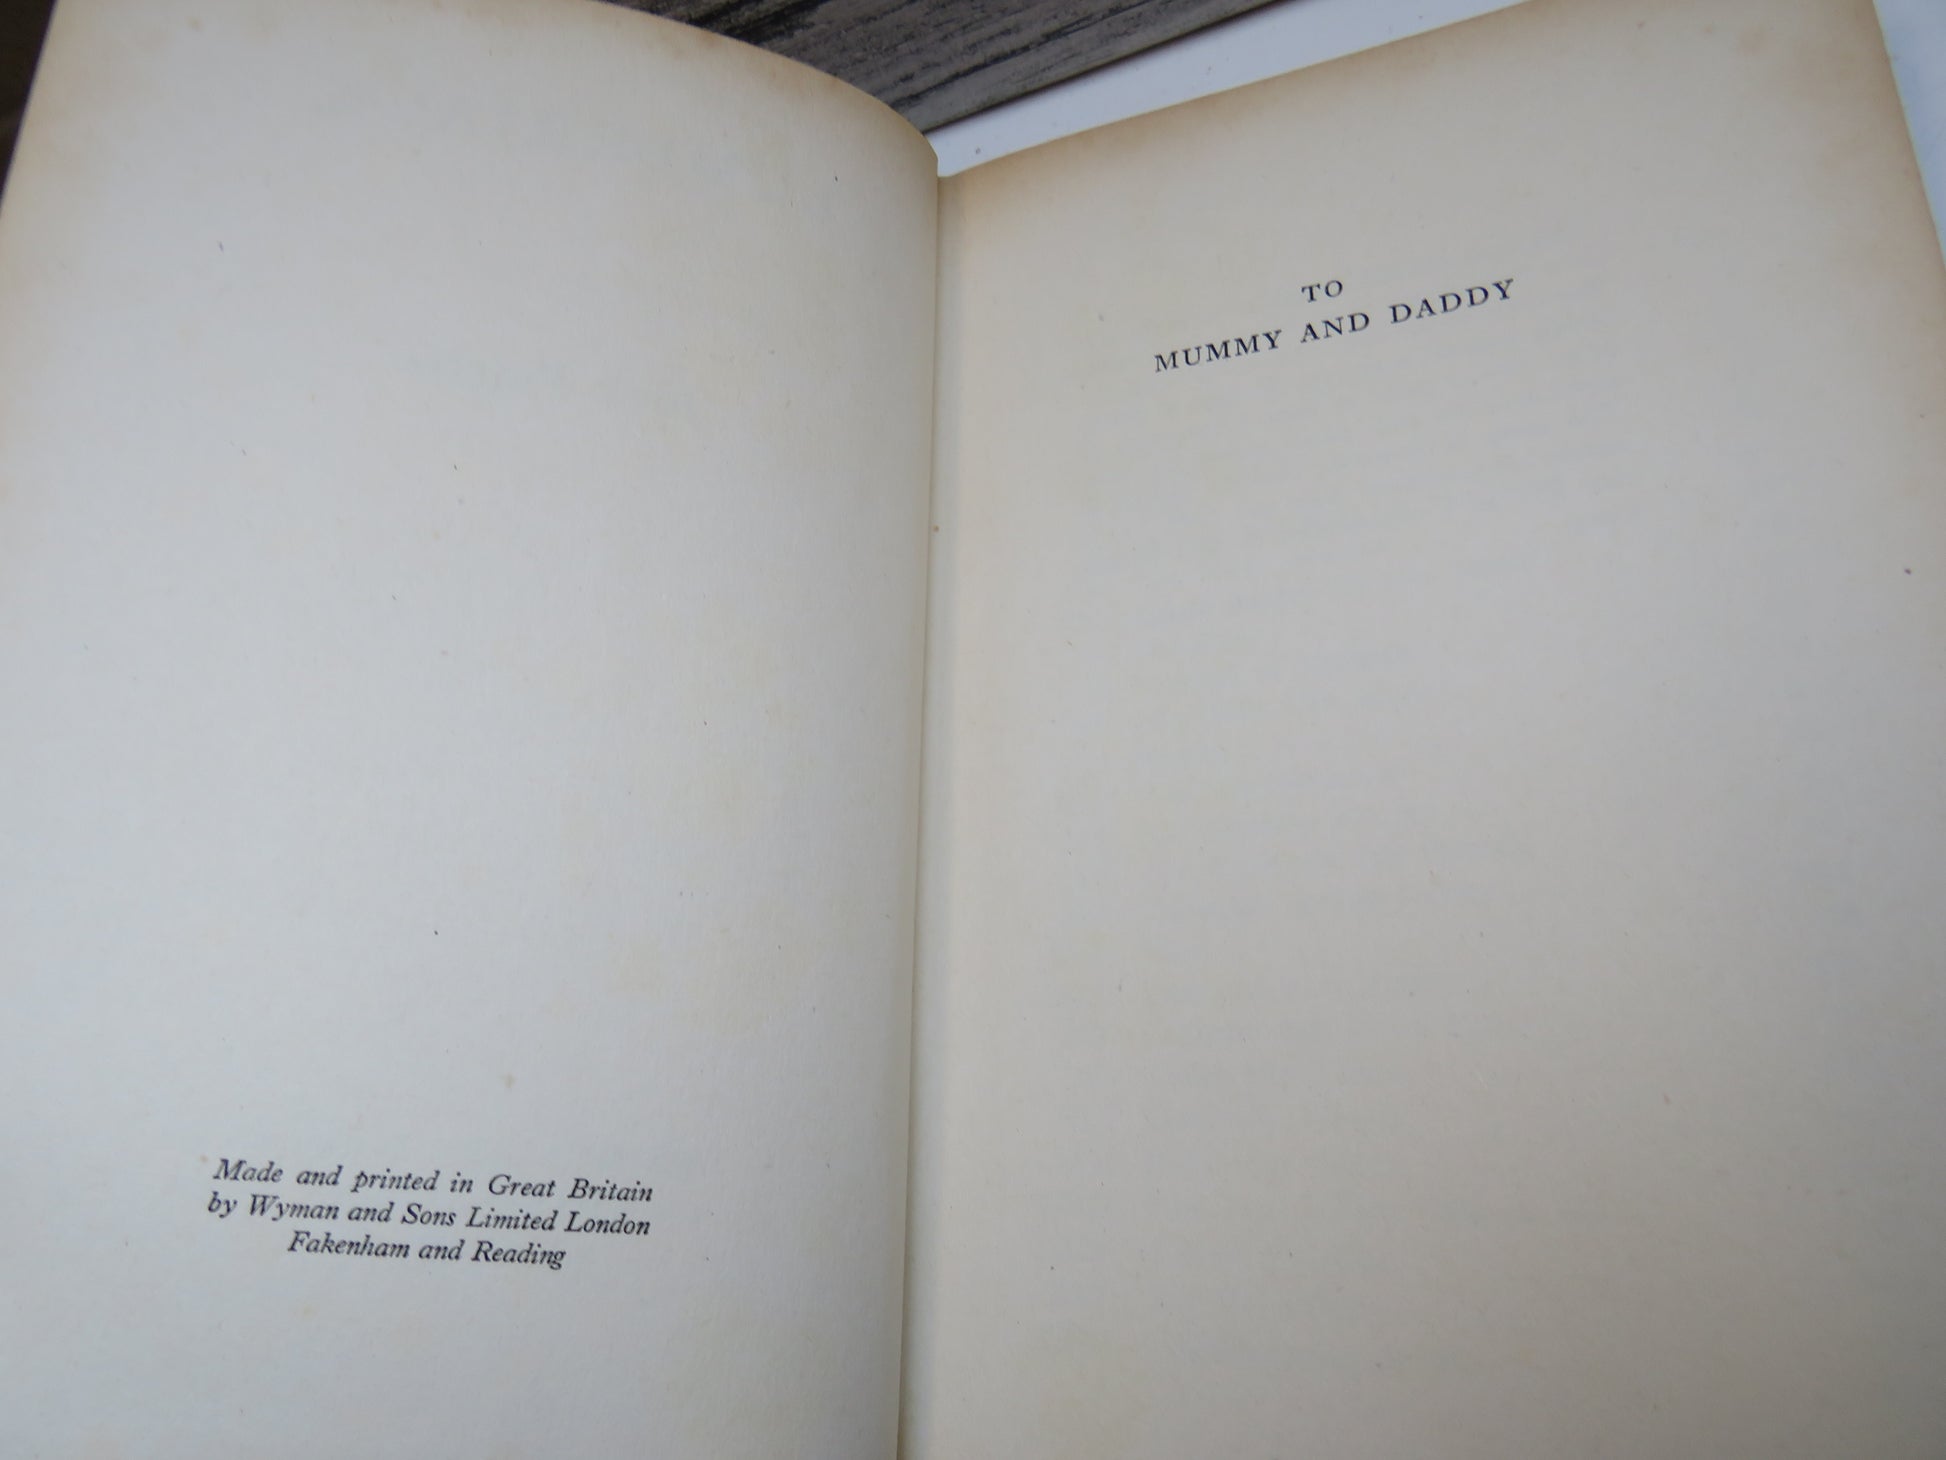 Made and printed in Great Britain
by Wyman and Sons Limited London
Fakenham and Reading
TO
MUMMY AND DADDY